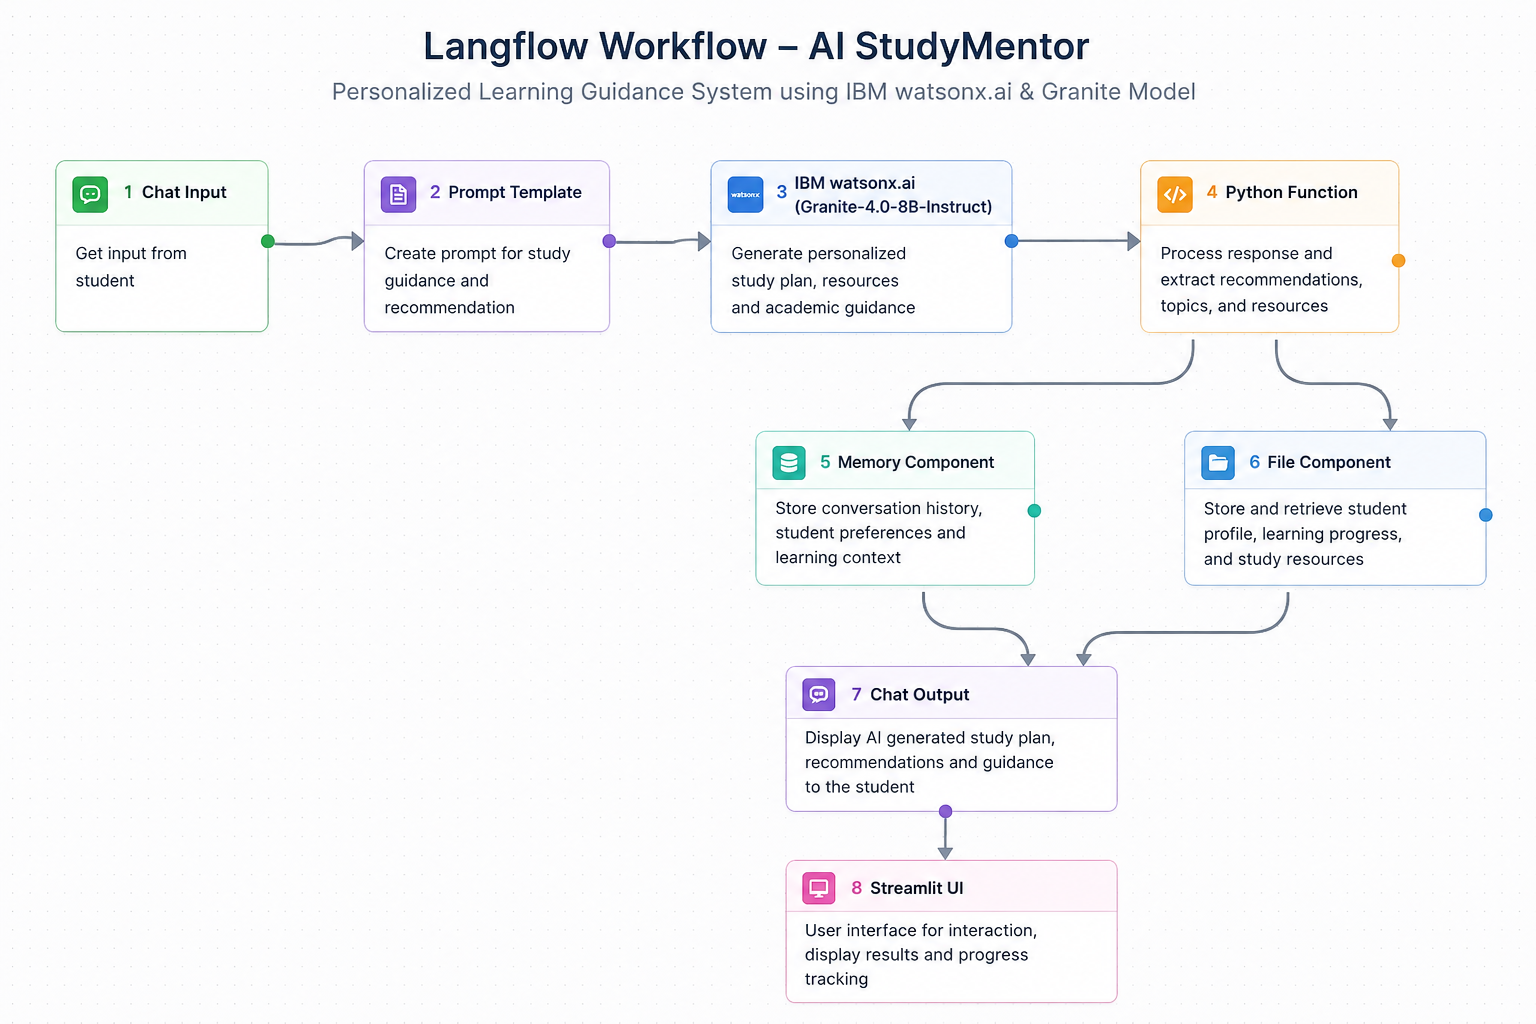 Langflow Workflow – AI StudyMentor
Personalized Learning Guidance System using IBM watsonx.ai & Granite Model
1 Chat Input
Get input from
student
2 Prompt Template
Create prompt for study
guidance and
recommendation
watsonx
3 IBM watsonx.ai
(Granite-4.0-8B-Instruct)
Generate personalized
study plan, resources
and academic guidance
4 Python Function
Process response and
extract recommendations,
topics, and resources
5 Memory Component
Store conversation history,
student preferences and
learning context
6 File Component
Store and retrieve student
profile, learning progress,
and study resources
7 Chat Output
Display AI generated study plan,
recommendations and guidance
to the student
8 Streamlit UI
User interface for interaction,
display results and progress
tracking